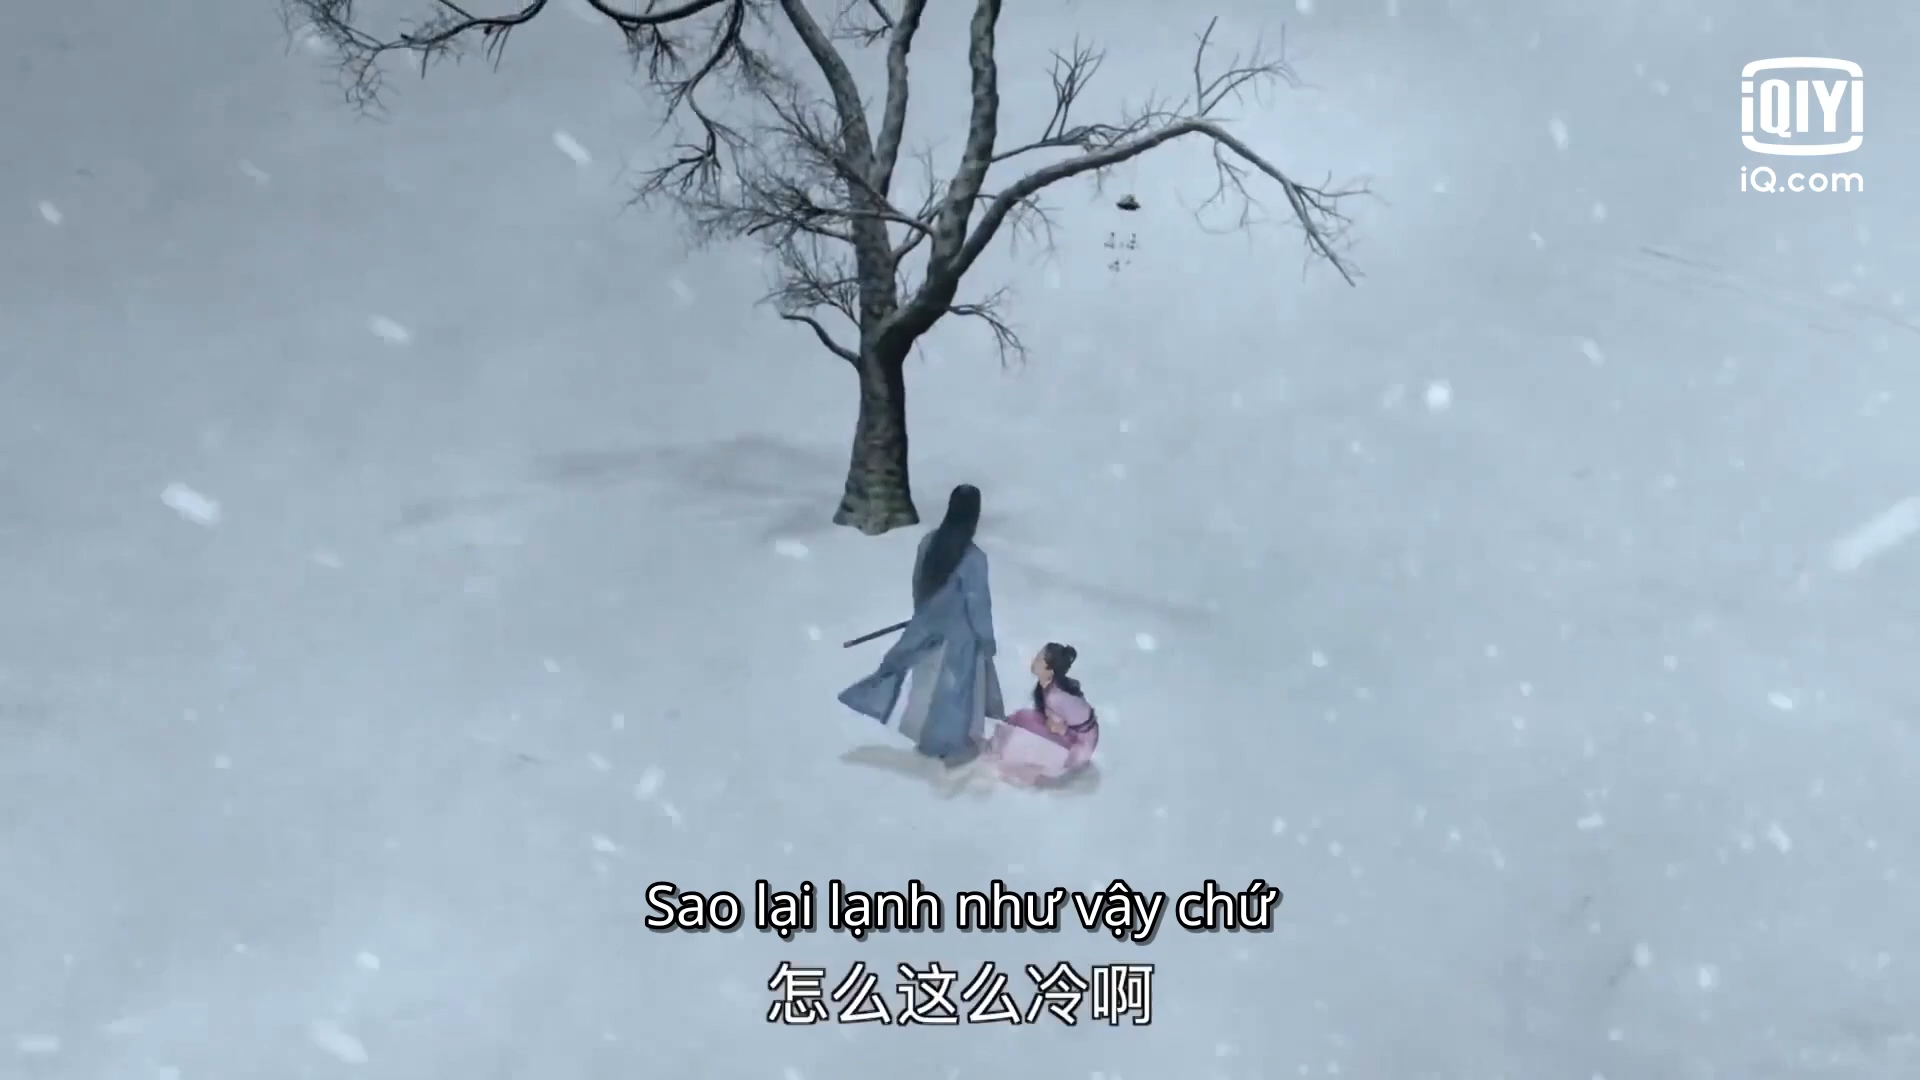 iQIYI
iQ.com
Sao lại lạnh như vậy chứ
怎么这么冷啊